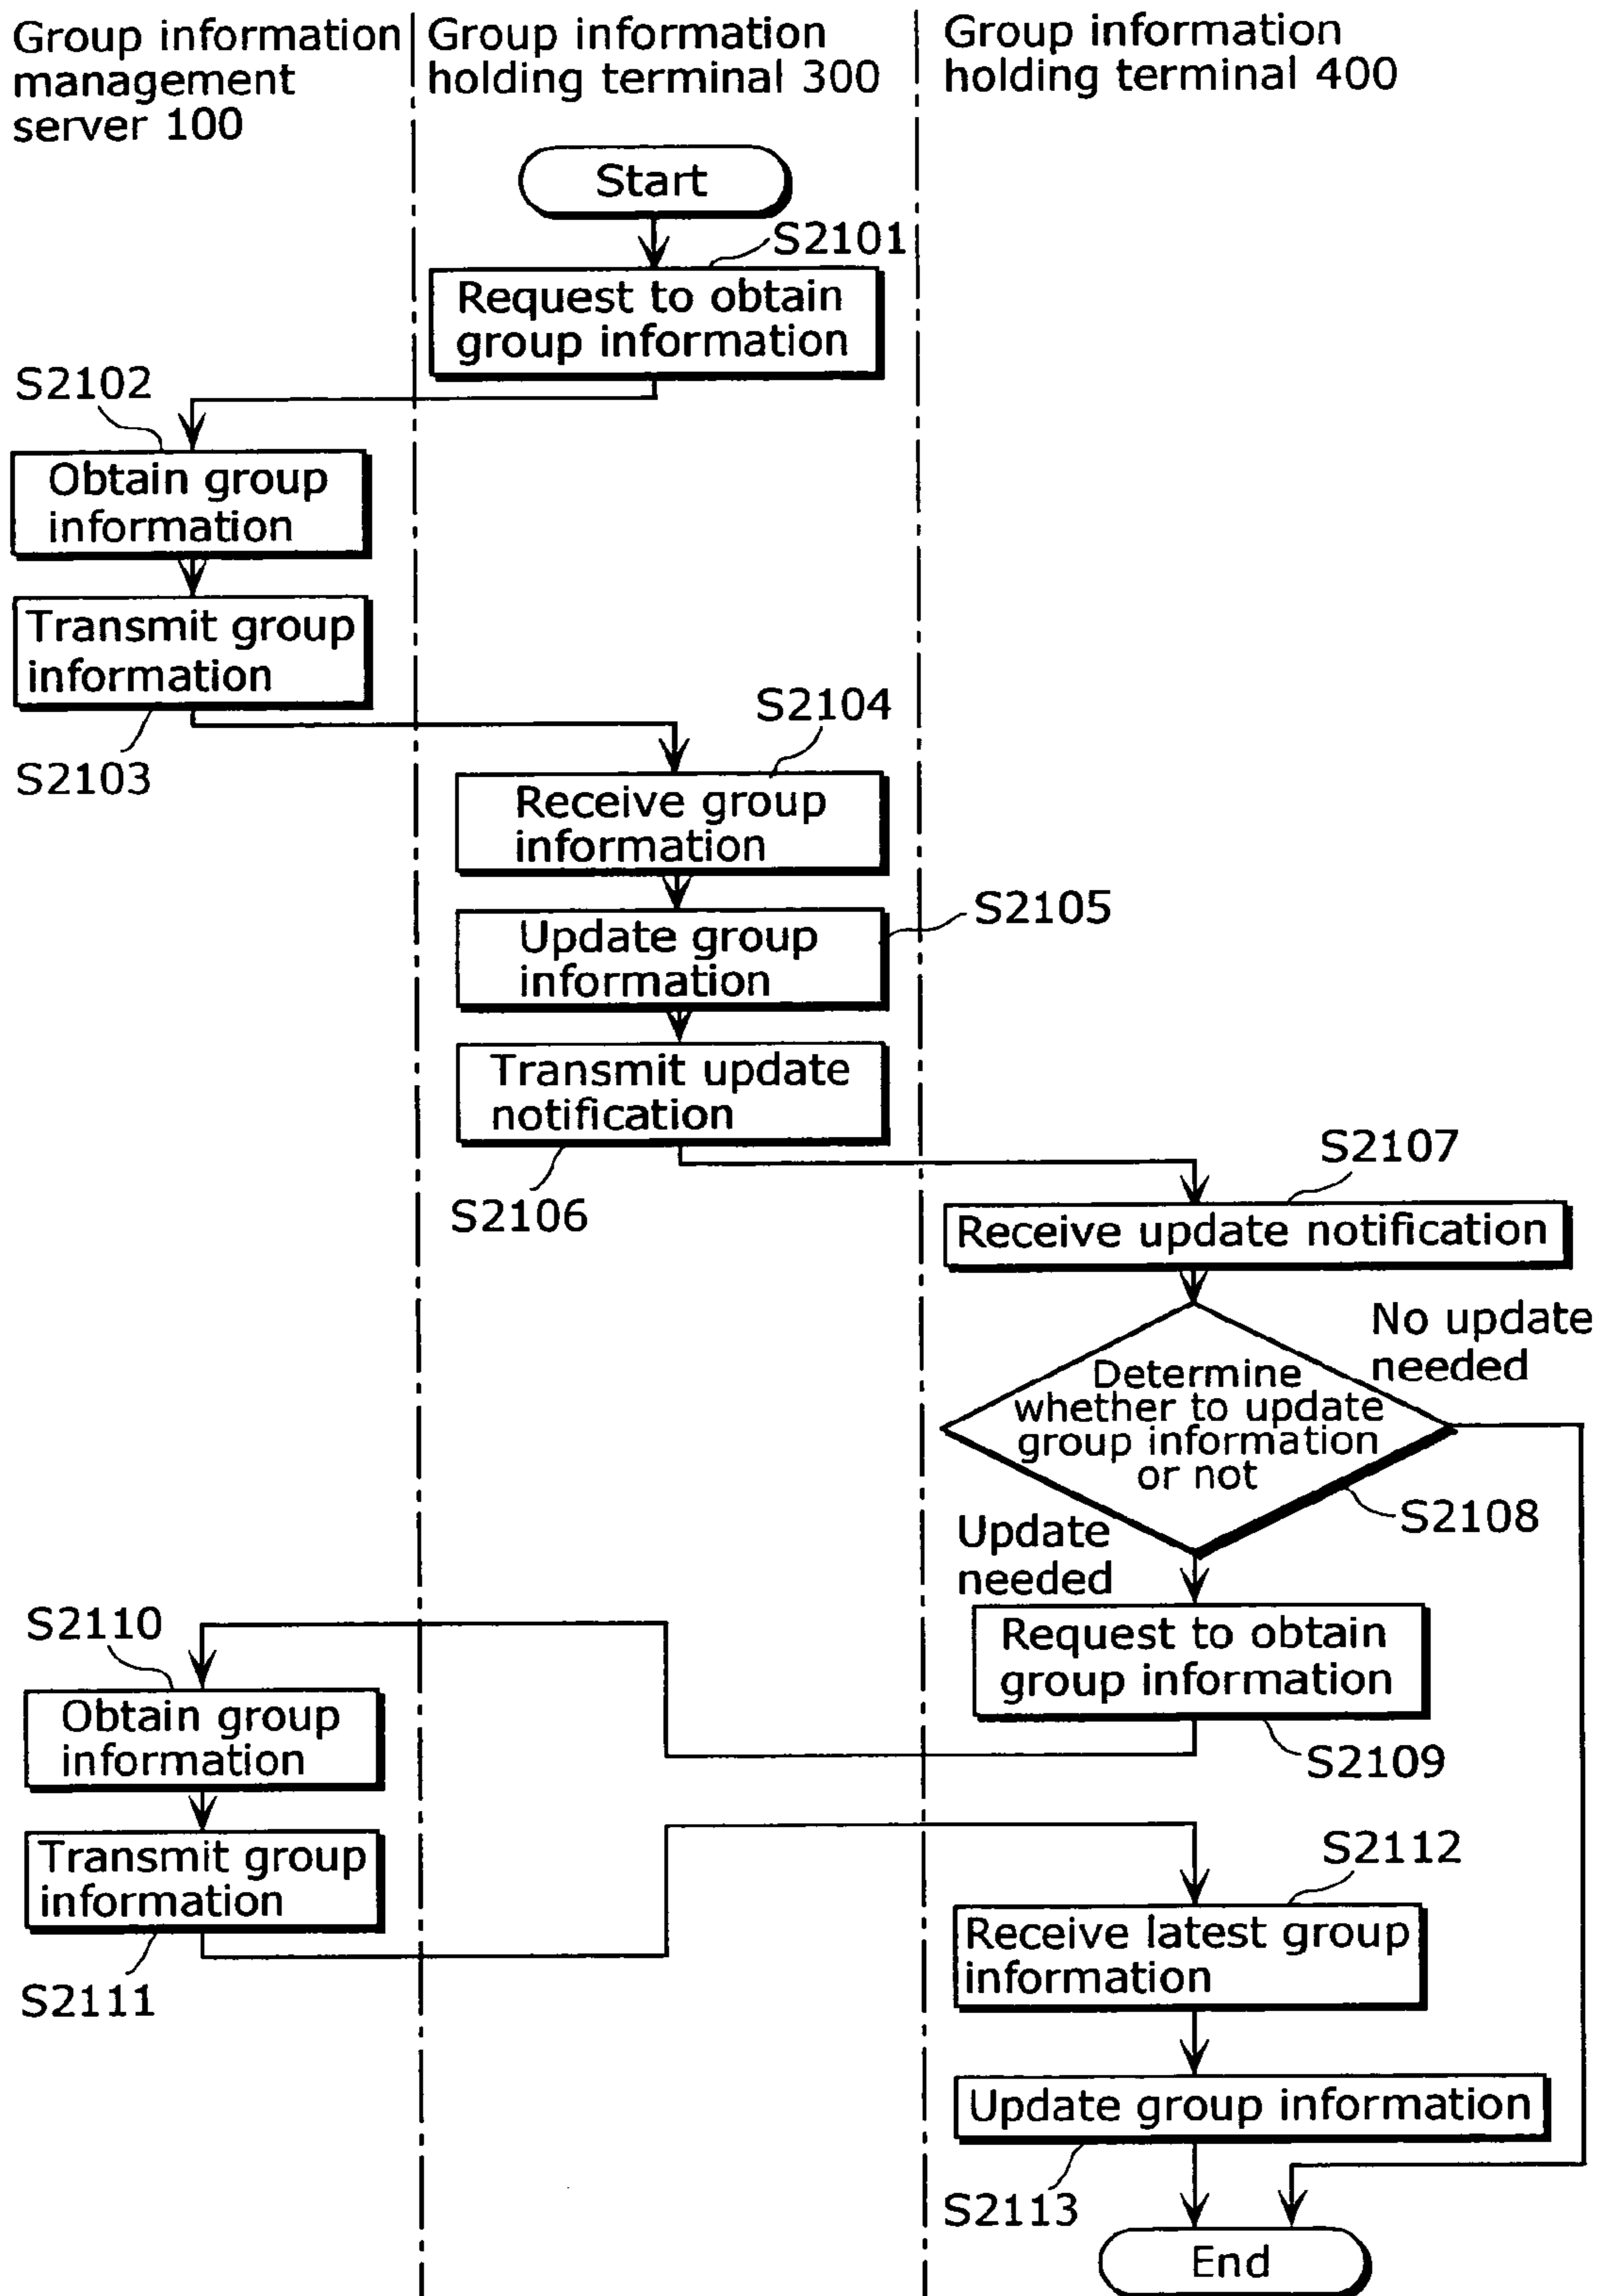 Group information
management
server 100
Group information
holding terminal 300
Group information
holding terminal 400
Start
S2101
Request to obtain
group information
S2102
Obtain group
information
Transmit group
information
S2103
S2104
Receive group
information
S2105
Update group
information
Transmit update
notification
S2106
S2107
Receive update notification
No update
needed
Determine
whether to update
group information
or not
S2108
Update
needed
Request to obtain
group information
S2109
S2110
Obtain group
information
Transmit group
information
S2111
S2112
Receive latest group
information
Update group information
S2113
End